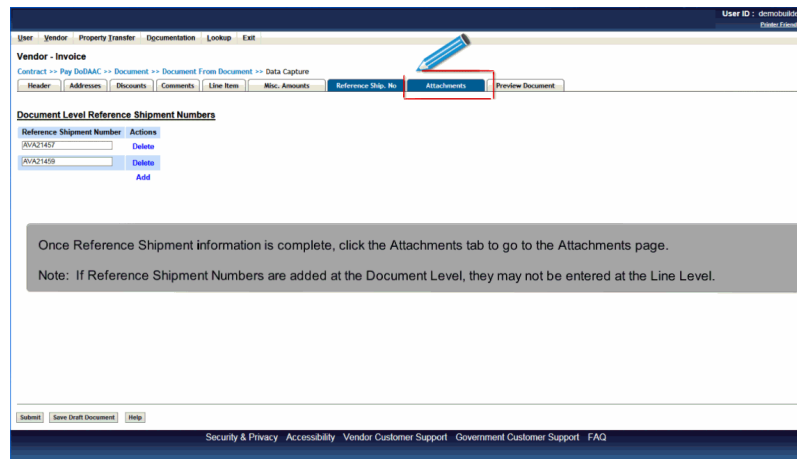 User ID : demobuilde
Printer Friend
User Vendor Property Transfer Documentation Lookup Exit
Vendor - Invoice
Contract >> Pay DoDAAC >> Document >> Document From Document >> Data Capture
Header Addresses Discounts Comments Line Item Misc. Amounts Reference Ship. No Attachments Preview Document
Document Level Reference Shipment Numbers
Reference Shipment Number Actions
AVA21457 Delete
AVA21459 Delete
Add
Once Reference Shipment information is complete, click the Attachments tab to go to the Attachments page.
Note: If Reference Shipment Numbers are added at the Document Level, they may not be entered at the Line Level.
Submit Save Draft Document Help
Security & Privacy Accessibility Vendor Customer Support Government Customer Support FAQ